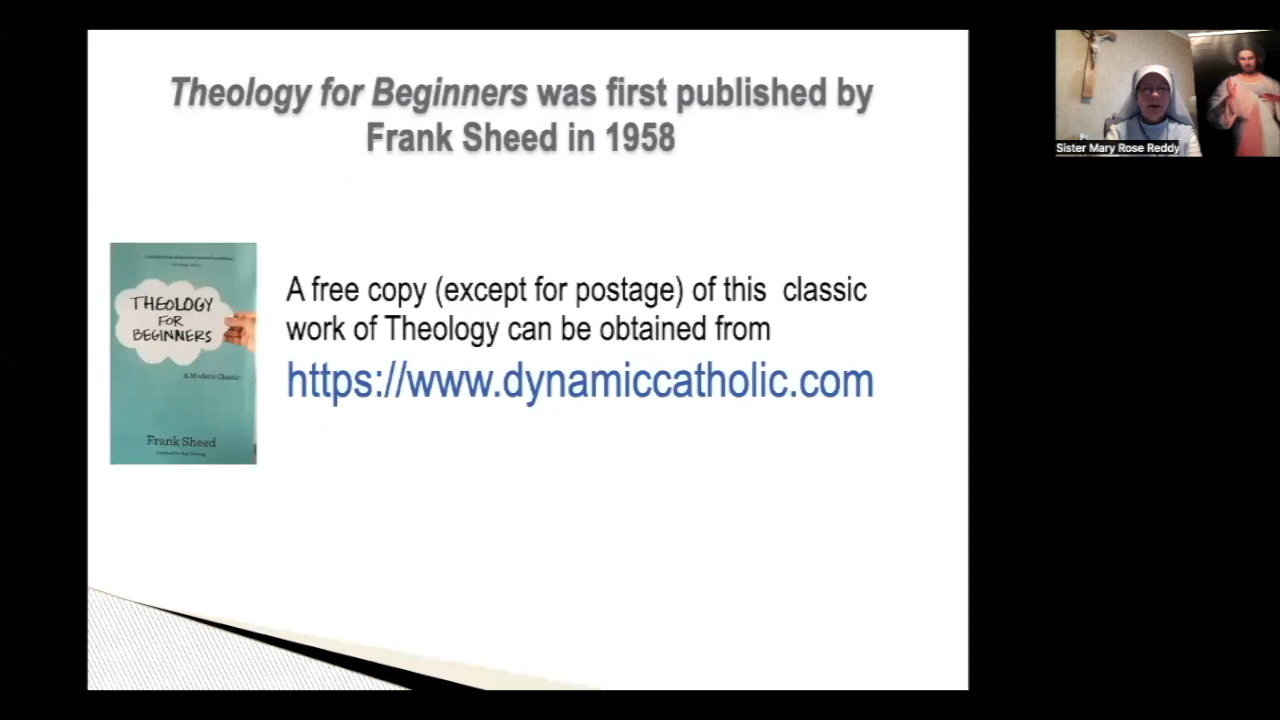 Theology for Beginners was first published by
Frank Sheed in 1958
Sister Mary Rose Reddy
THEOLOGY
FOR
BEGINNERS
A Modern Classic
Frank Sheed
A free copy (except for postage) of this classic
work of Theology can be obtained from
https://www.dynamiccatholic.com